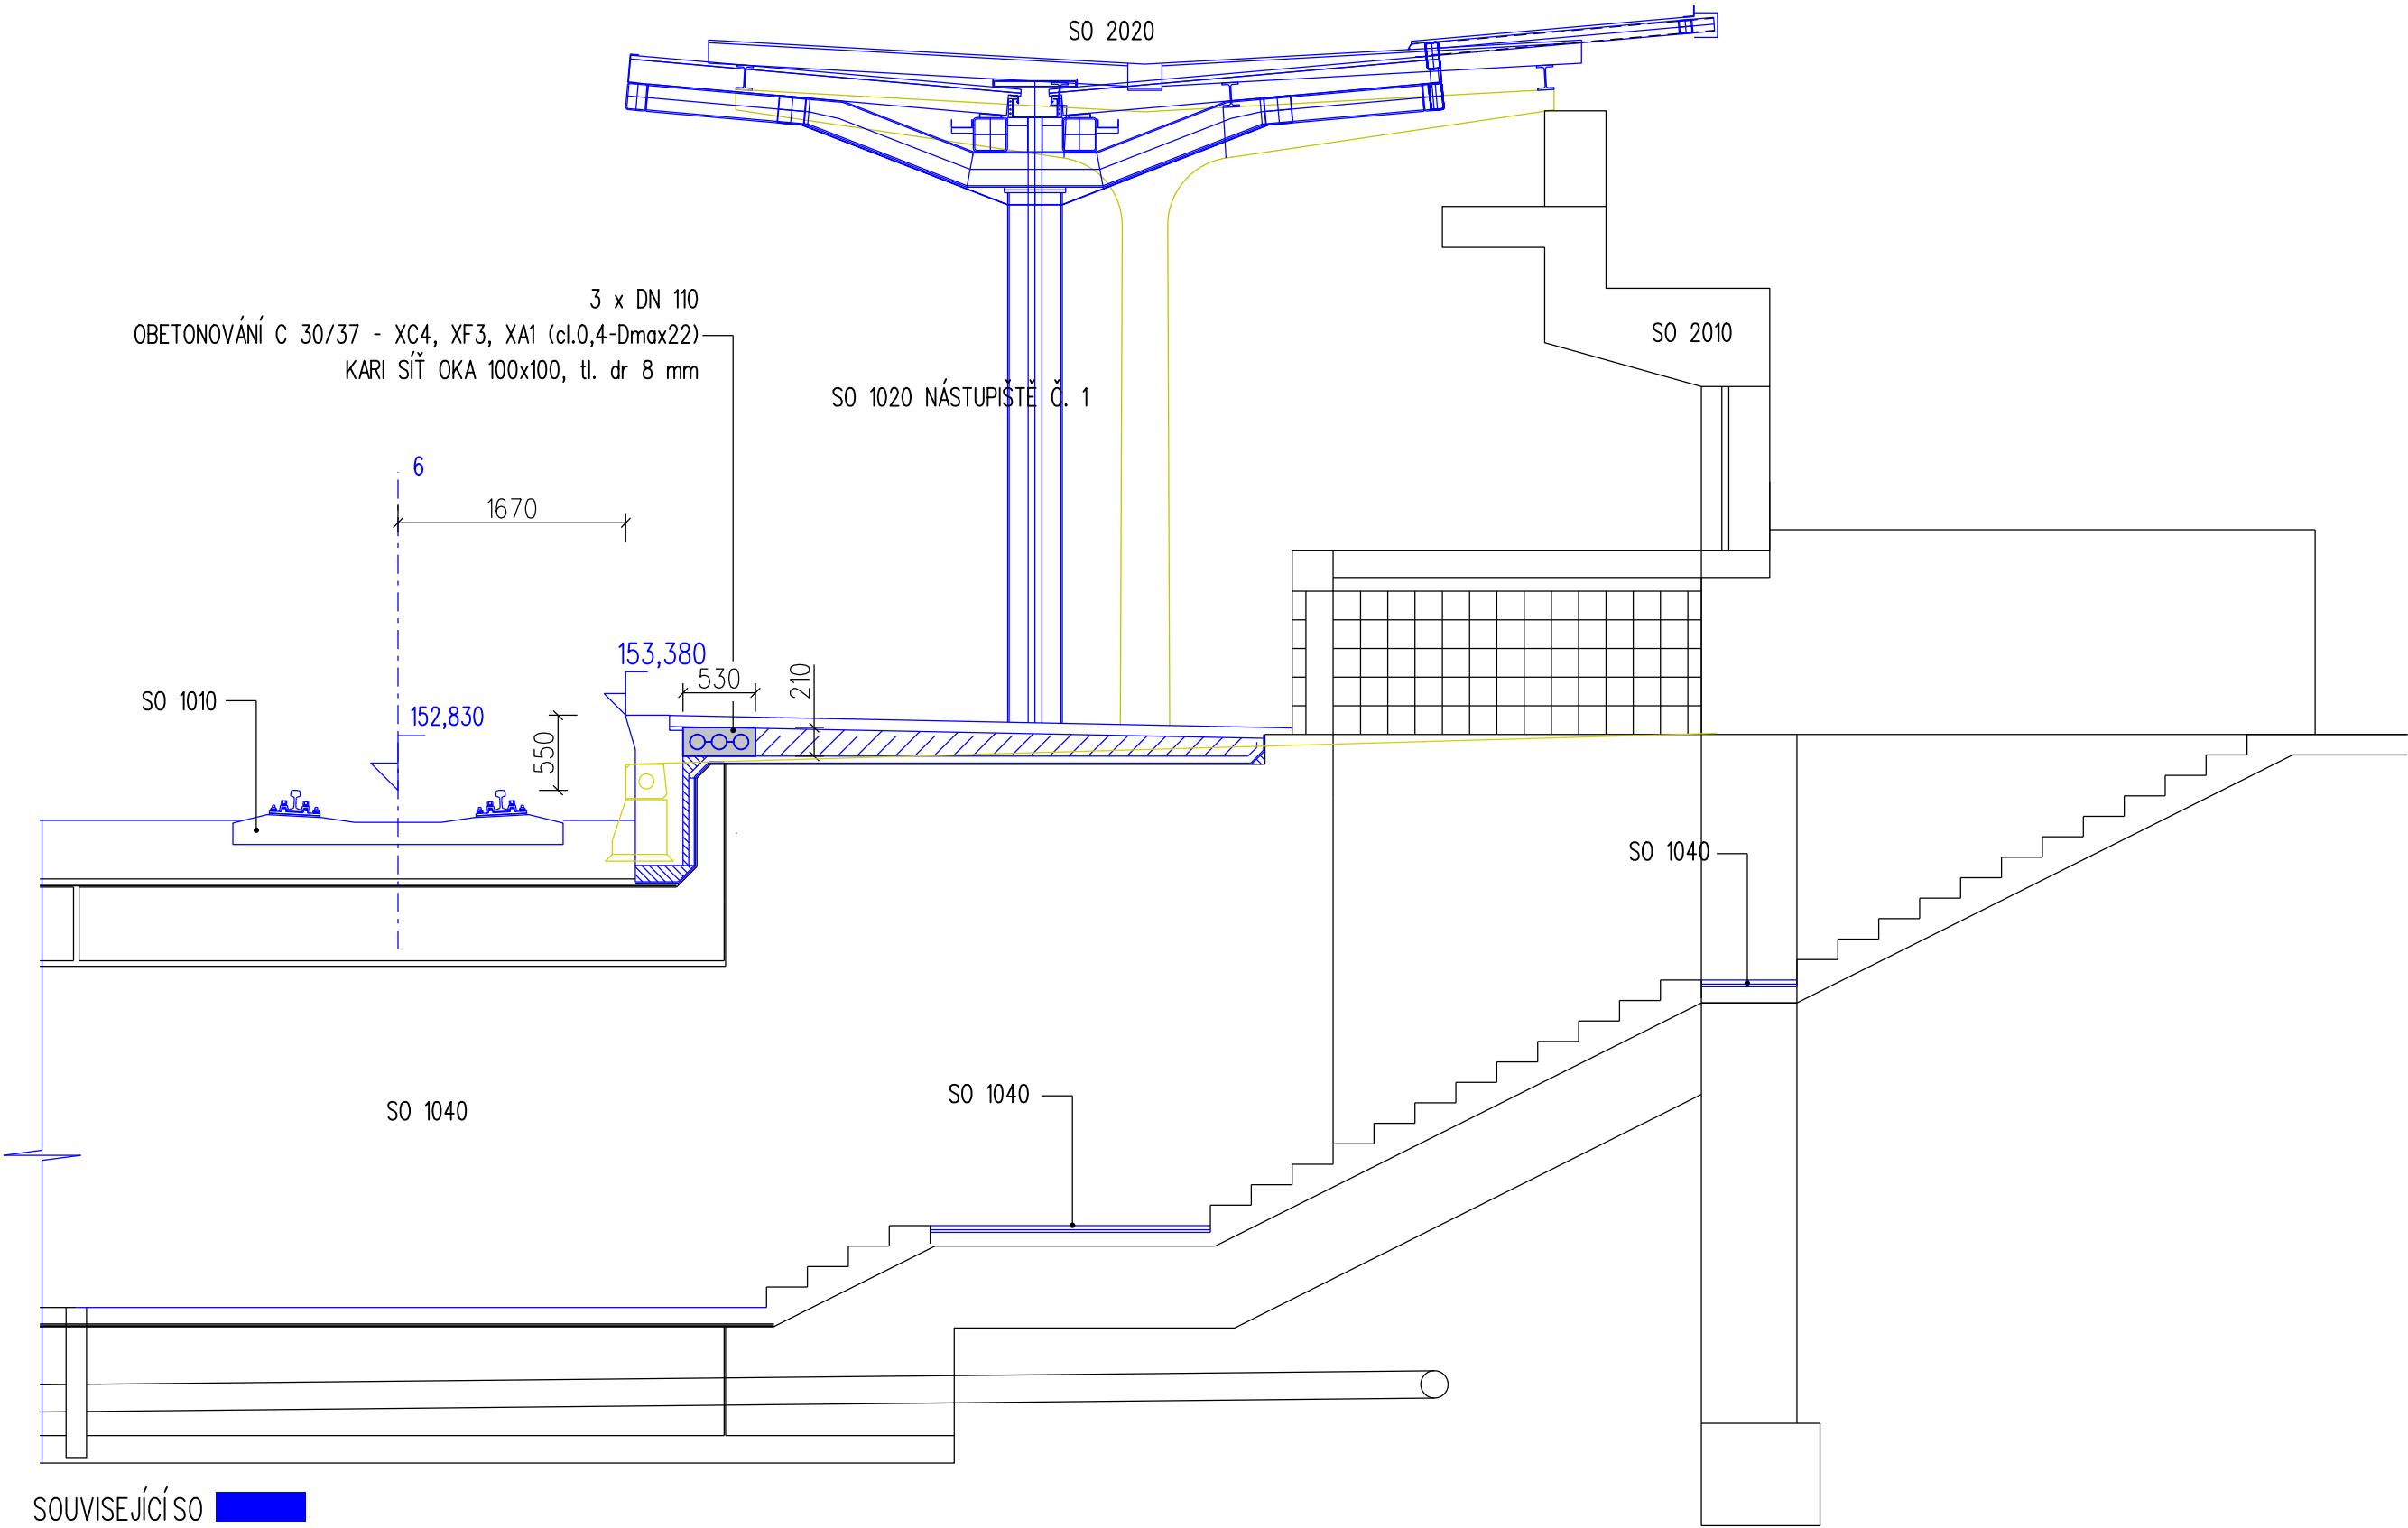 SO 2020
3 x DN 110
OBETONOVÁNÍ C 30/37 - XC4, XF3, XA1 (cl.0,4-Dmax22)
KARI SÍŤ OKA 100x100, tl. dr 8 mm
SO 2010
SO 1020 NÁSTUPIŠTĚ Č. 1
6
1670
153,380
530
210
SO 1010
152,830
550
SO 1040
SO 1040
SO 1040
SOUVISEJÍCÍ SO